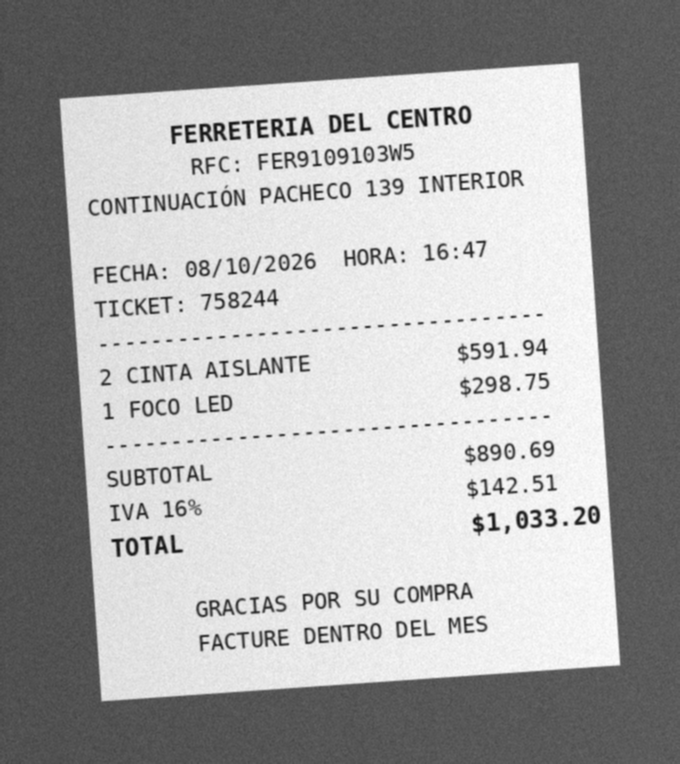 FERRETERIA DEL CENTRO
RFC: FER9109103W5
CONTINUACIÓN PACHECO 139 INTERIOR
FECHA: 08/10/2026 HORA: 16:47
TICKET: 758244
----------------------------------
2 CINTA AISLANTE $591.94
1 FOCO LED $298.75
----------------------------------
SUBTOTAL $890.69
IVA 16% $142.51
TOTAL $1,033.20
GRACIAS POR SU COMPRA
FACTURE DENTRO DEL MES